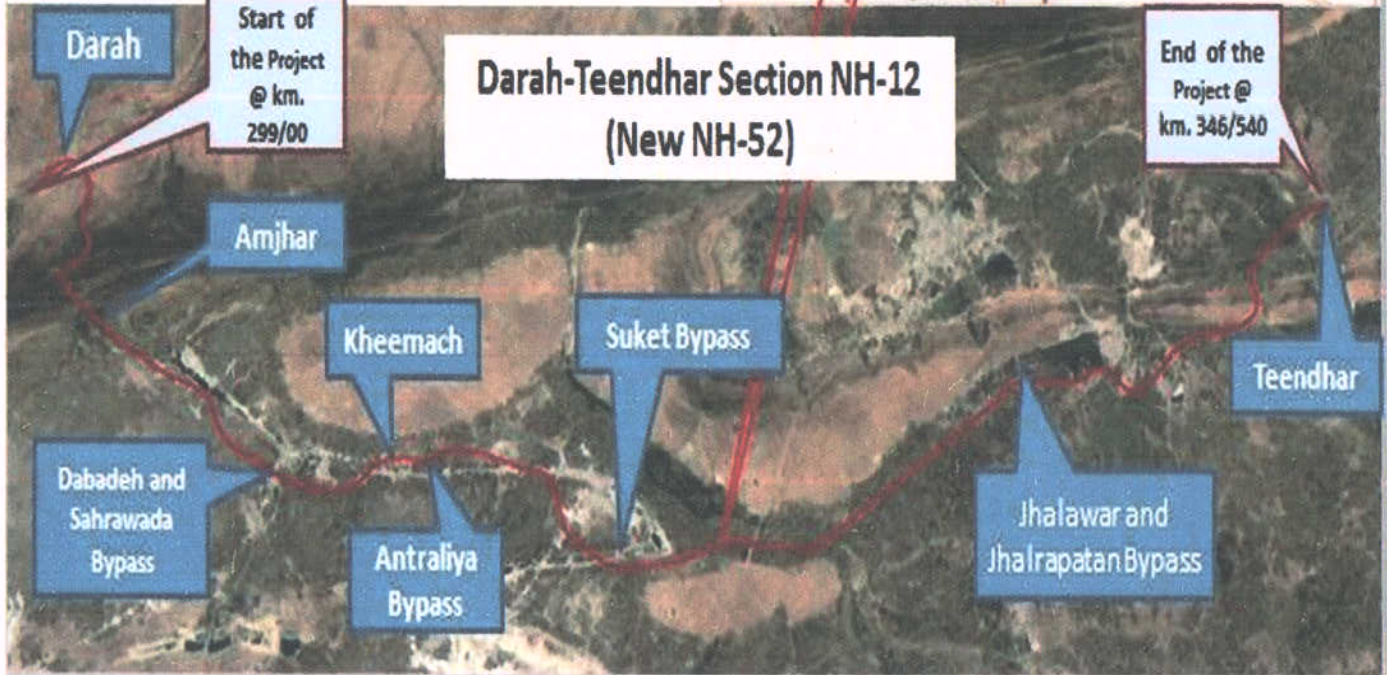 Darah
Start of
the Project
@ km.
299/00
Darah-Teendhar Section NH-12
(New NH-52)
End of the
Project @
km. 346/540
Amjhar
Kheemach
Suket Bypass
Teendhar
Dabadeh and
Sahrawada
Bypass
Antraliya
Bypass
Jhalawar and
Jhalrapatan Bypass